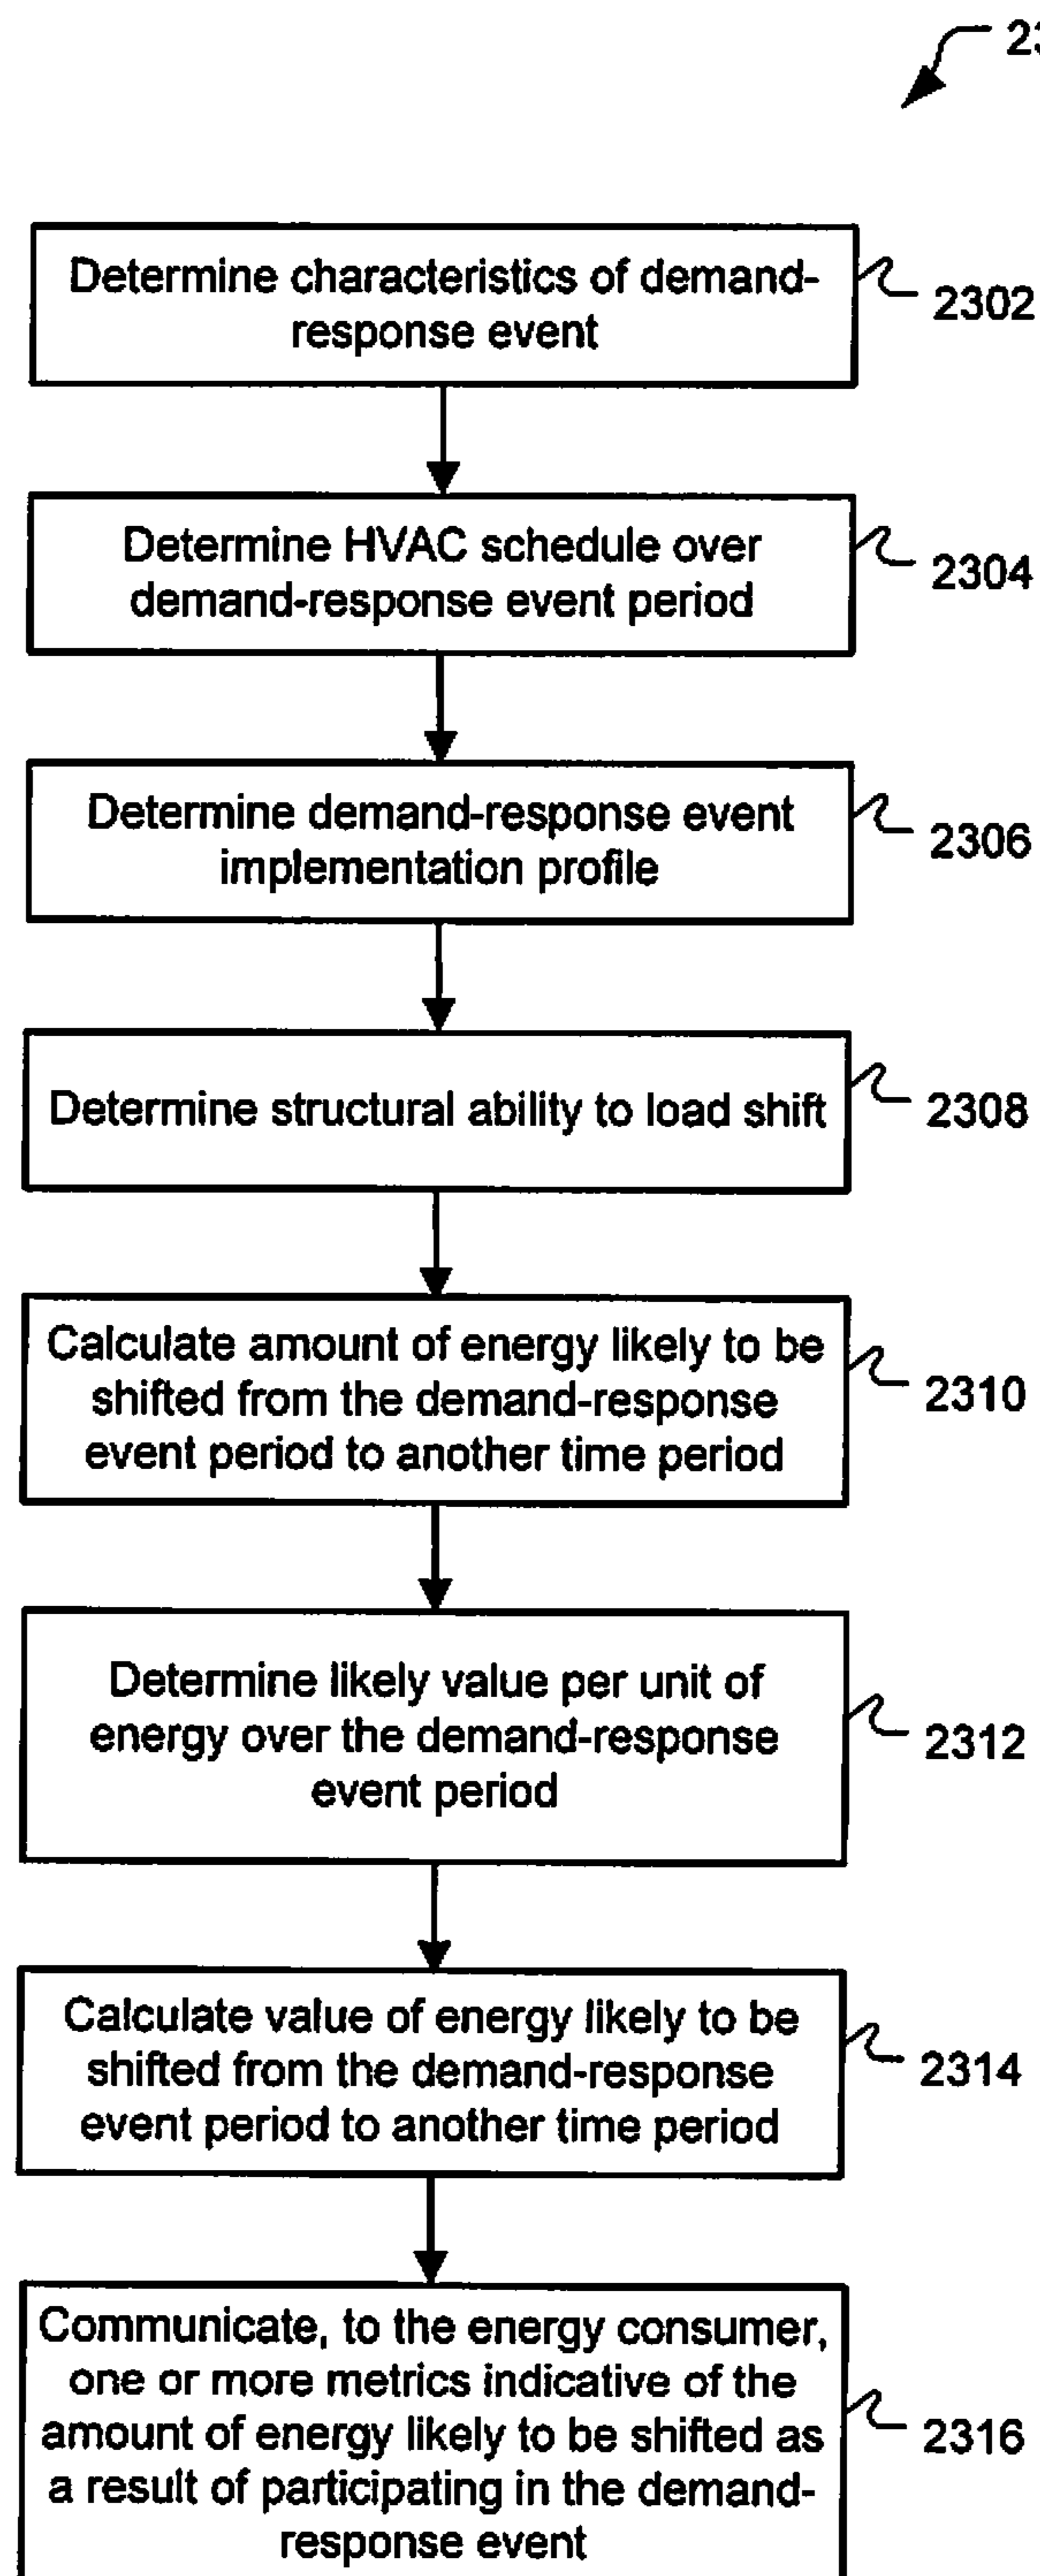 Determine characteristics of demand-
response event
2302
Determine HVAC schedule over
demand-response event period
2304
Determine demand-response event
implementation profile
2306
Determine structural ability to load shift
2308
Calculate amount of energy likely to be
shifted from the demand-response
event period to another time period
2310
Determine likely value per unit of
energy over the demand-response
event period
2312
Calculate value of energy likely to be
shifted from the demand-response
event period to another time period
2314
Communicate, to the energy consumer,
one or more metrics indicative of the
amount of energy likely to be shifted as
a result of participating in the demand-
response event
2316